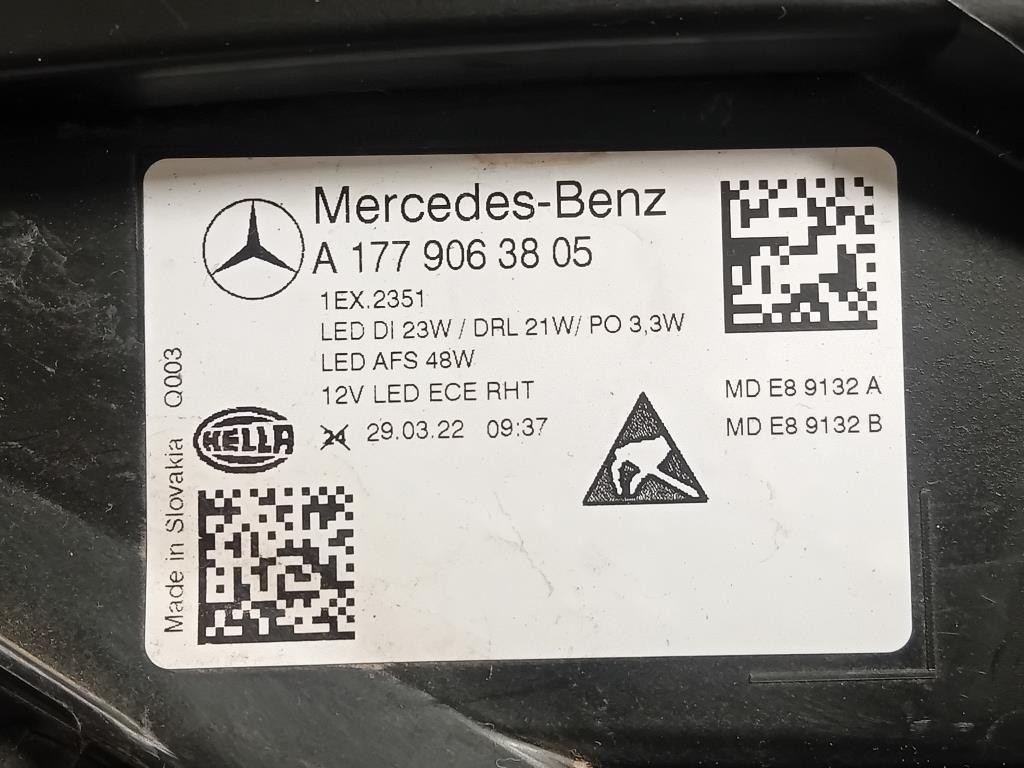 Mercedes-Benz
A 177 906 38 05
1EX.2351
LED DI 23W / DRL 21W/ PO 3,3W
LED AFS 48W
12V LED ECE RHT
24 29.03.22 09:37
HELLA
MD E8 9132 A
MD E8 9132 B
Made in Slovakia Q003